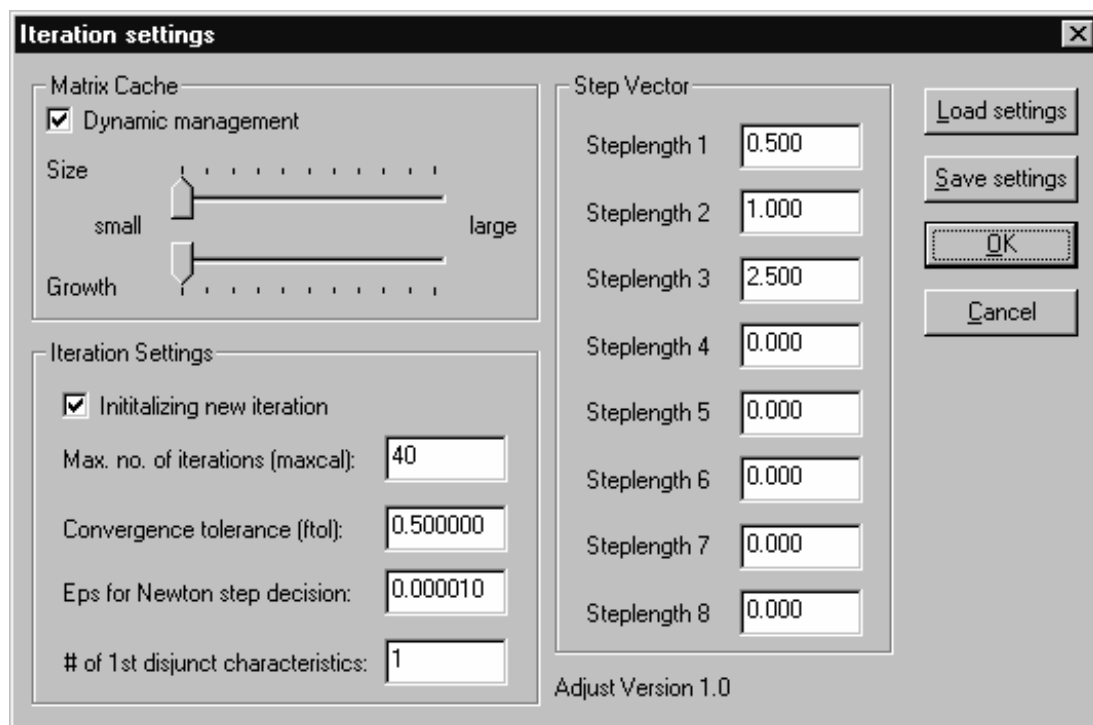 Iteration settings
Matrix Cache
Dynamic management
Size
small
large
Growth
Iteration Settings
Inititalizing new iteration
Max. no. of iterations (maxcal): 40
Convergence tolerance (ftol): 0.500000
Eps for Newton step decision: 0.000010
# of 1st disjunct characteristics: 1
Step Vector
Steplength 1 0.500
Steplength 2 1.000
Steplength 3 2.500
Steplength 4 0.000
Steplength 5 0.000
Steplength 6 0.000
Steplength 7 0.000
Steplength 8 0.000
Adjust Version 1.0
Load settings
Save settings
OK
Cancel